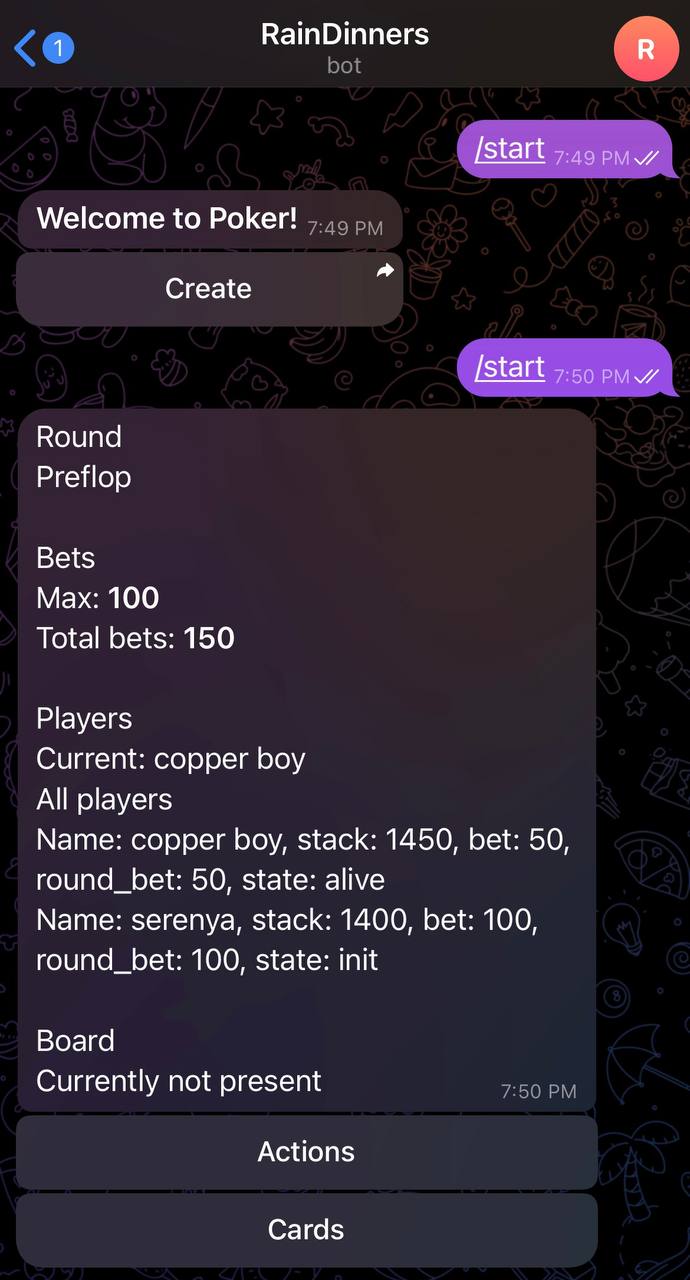 1
RainDinners
bot
R
/start 7:49 PM
Welcome to Poker! 7:49 PM
Create
/start 7:50 PM
Round
Preflop
Bets
Max: 100
Total bets: 150
Players
Current: copper boy
All players
Name: copper boy, stack: 1450, bet: 50,
round_bet: 50, state: alive
Name: serenya, stack: 1400, bet: 100,
round_bet: 100, state: init
Board
Currently not present
7:50 PM
Actions
Cards